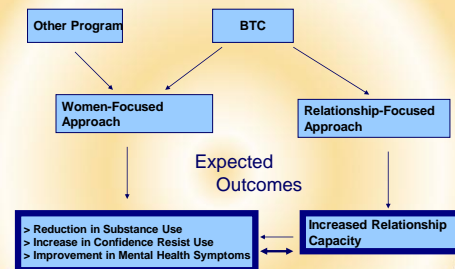 Other Program
BTC
Women-Focused
Approach
Relationship-Focused
Approach
Expected
Outcomes
> Reduction in Substance Use
> Increase in Confidence Resist Use
> Improvement in Mental Health Symptoms
Increased Relationship
Capacity